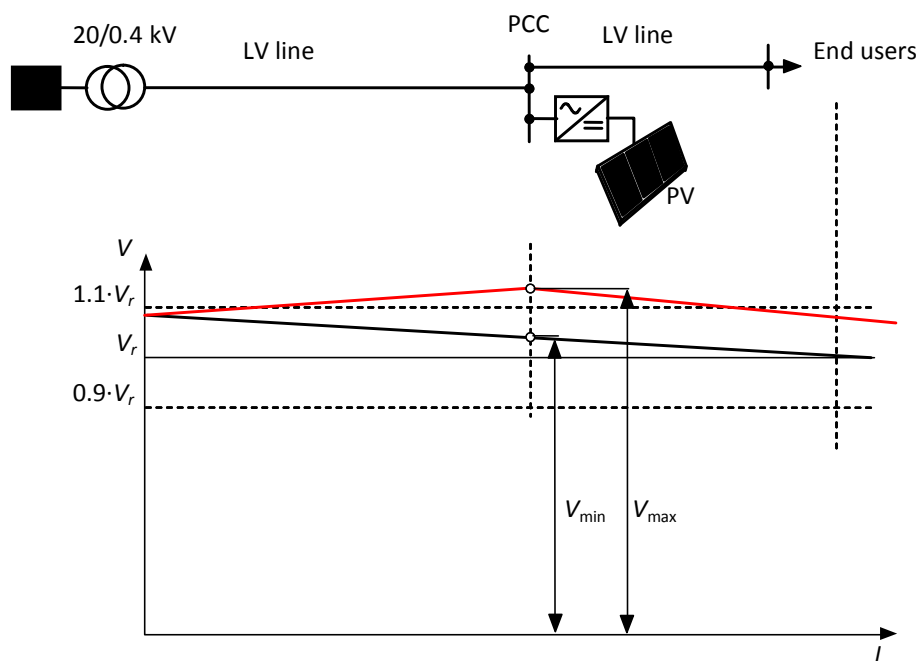 20/0.4 kV
LV line
PCC
LV line
End users
PV
V
1.1·Vr
Vr
0.9·Vr
Vmin
Vmax
l